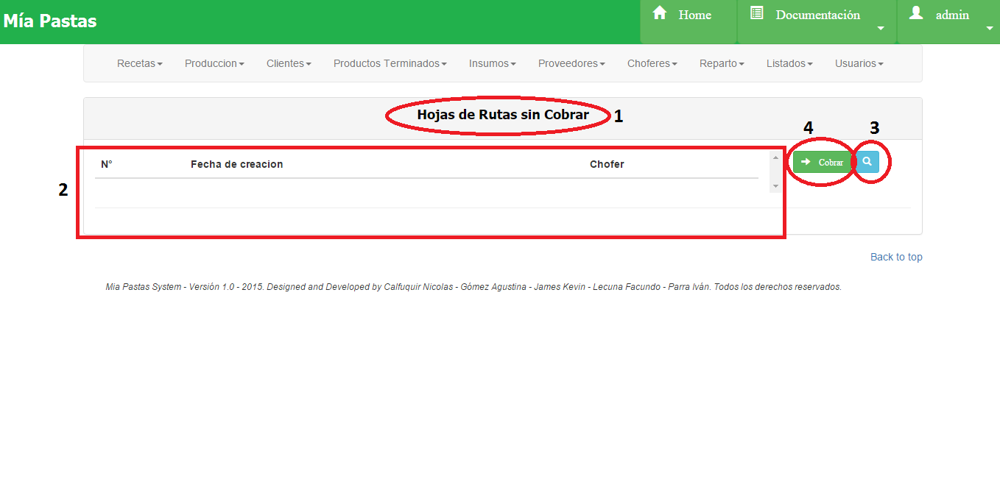 Mía Pastas Home Documentación admin
Recetas Produccion Clientes Productos Terminados Insumos Proveedores Choferes Reparto Listados Usuarios
Hojas de Rutas sin Cobrar 1
4 3
N° Fecha de creacion Chofer Cobrar
2
Back to top
Mia Pastas System - Versión 1.0 - 2015. Designed and Developed by Calfuquir Nicolas - Gómez Agustina - James Kevin - Lecuna Facundo - Parra Iván. Todos los derechos reservados.